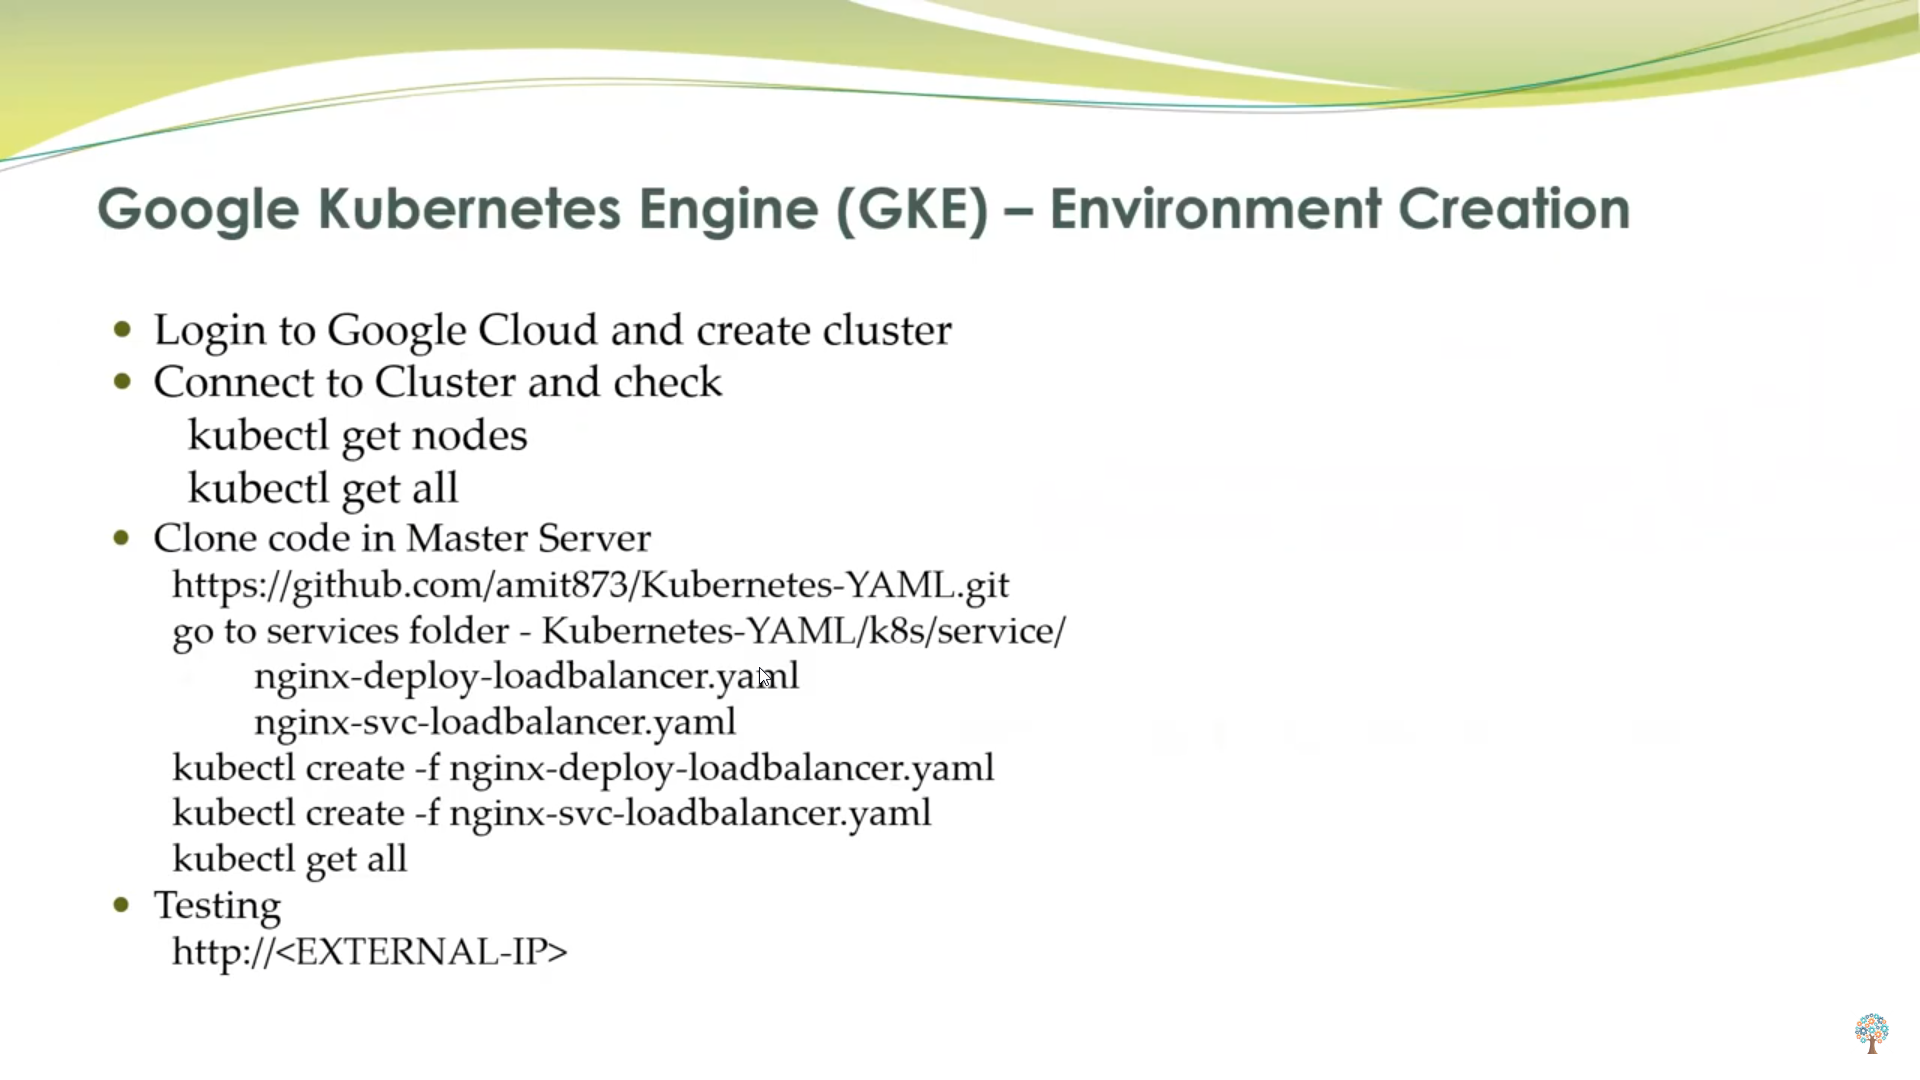 Google Kubernetes Engine (GKE) – Environment Creation
• Login to Google Cloud and create cluster
• Connect to Cluster and check
kubectl get nodes
kubectl get all
• Clone code in Master Server
https://github.com/amit873/Kubernetes-YAML.git
go to services folder - Kubernetes-YAML/k8s/service/
nginx-deploy-loadbalancer.yaml
nginx-svc-loadbalancer.yaml
kubectl create -f nginx-deploy-loadbalancer.yaml
kubectl create -f nginx-svc-loadbalancer.yaml
kubectl get all
• Testing
http://<EXTERNAL-IP>